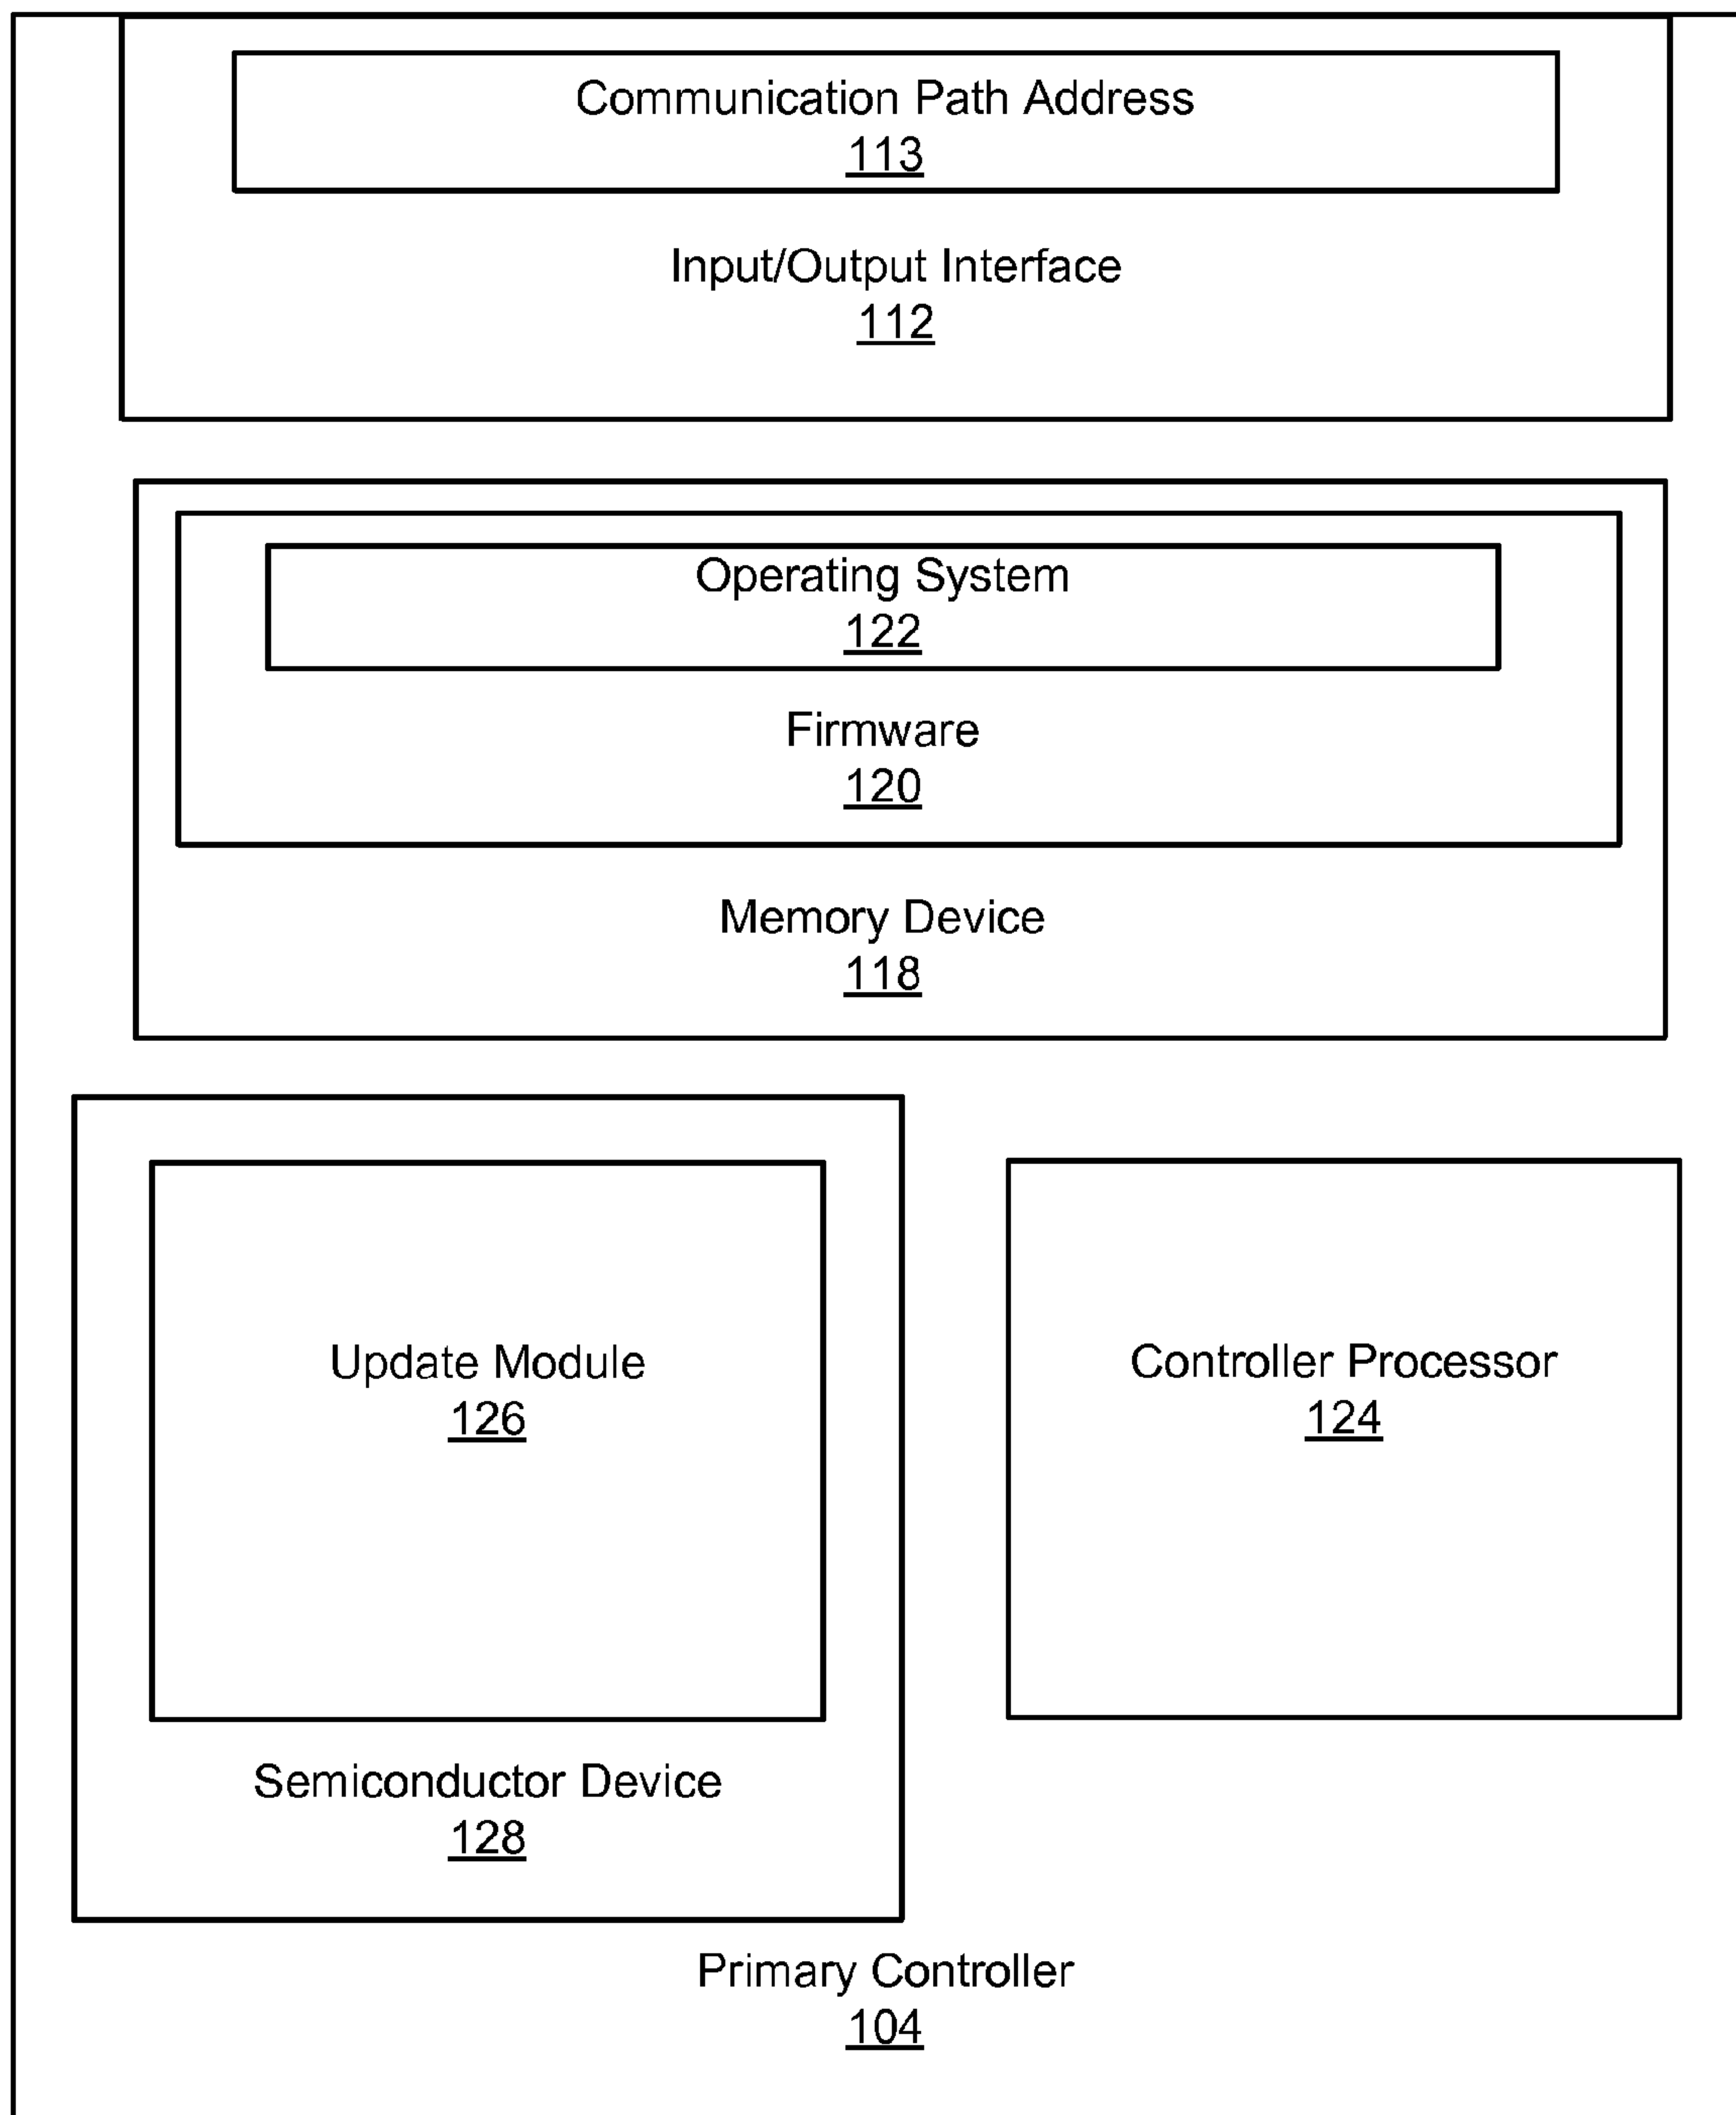 Communication Path Address
113
Input/Output Interface
112
Operating System
122
Firmware
120
Memory Device
118
Update Module
126
Controller Processor
124
Semiconductor Device
128
Primary Controller
104